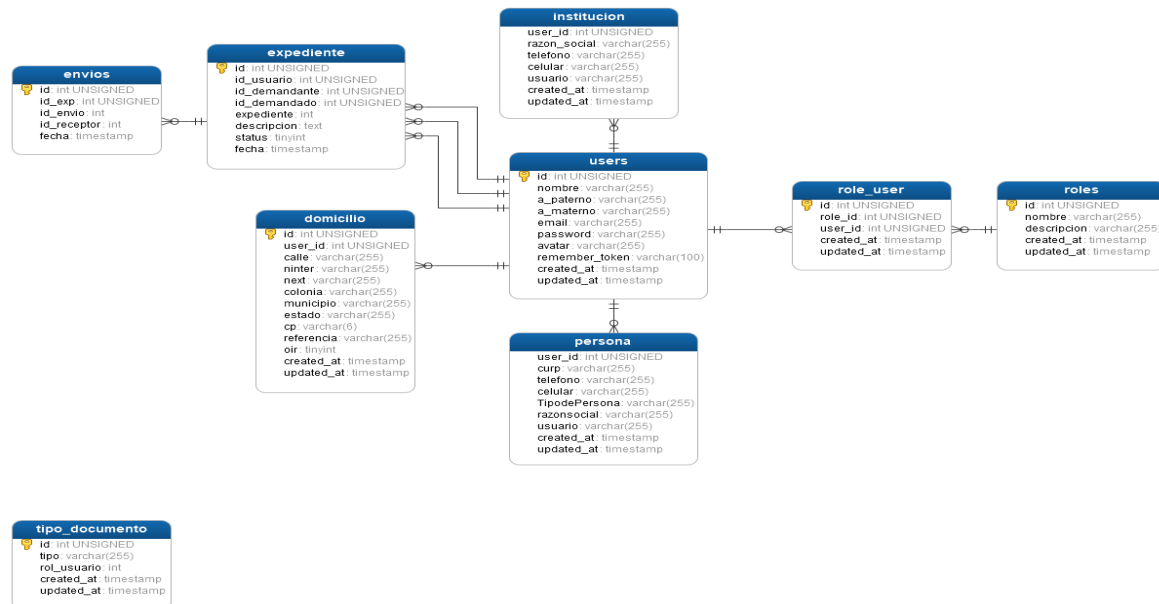 institucion
user_id: int UNSIGNED
razon_social: varchar(255)
telefono: varchar(255)
celular: varchar(255)
usuario: varchar(255)
created_at: timestamp
updated_at: timestamp
expediente
id: int UNSIGNED
id_usuario: int UNSIGNED
id_demandante: int UNSIGNED
id_demandado: int UNSIGNED
expediente: int
descripcion: text
status: tinyint
fecha: timestamp
envios
id: int UNSIGNED
id_exp: int UNSIGNED
id_envio: int
id_receptor: int
fecha: timestamp
users
id: int UNSIGNED
nombre: varchar(255)
a_paterno: varchar(255)
a_materno: varchar(255)
email: varchar(255)
password: varchar(255)
avatar: varchar(255)
remember_token: varchar(100)
created_at: timestamp
updated_at: timestamp
role_user
id: int UNSIGNED
role_id: int UNSIGNED
user_id: int UNSIGNED
created_at: timestamp
updated_at: timestamp
roles
id: int UNSIGNED
nombre: varchar(255)
descripcion: varchar(255)
created_at: timestamp
updated_at: timestamp
domicilio
id: int UNSIGNED
user_id: int UNSIGNED
calle: varchar(255)
ninter: varchar(255)
next: varchar(255)
colonia: varchar(255)
municipio: varchar(255)
estado: varchar(255)
cp: varchar(6)
referencia: varchar(255)
oir: tinyint
created_at: timestamp
updated_at: timestamp
persona
user_id: int UNSIGNED
curp: varchar(255)
telefono: varchar(255)
celular: varchar(255)
TipodePersona: varchar(255)
razonsocial: varchar(255)
usuario: varchar(255)
created_at: timestamp
updated_at: timestamp
tipo_documento
id: int UNSIGNED
tipo: varchar(255)
rol_usuario: int
created_at: timestamp
updated_at: timestamp